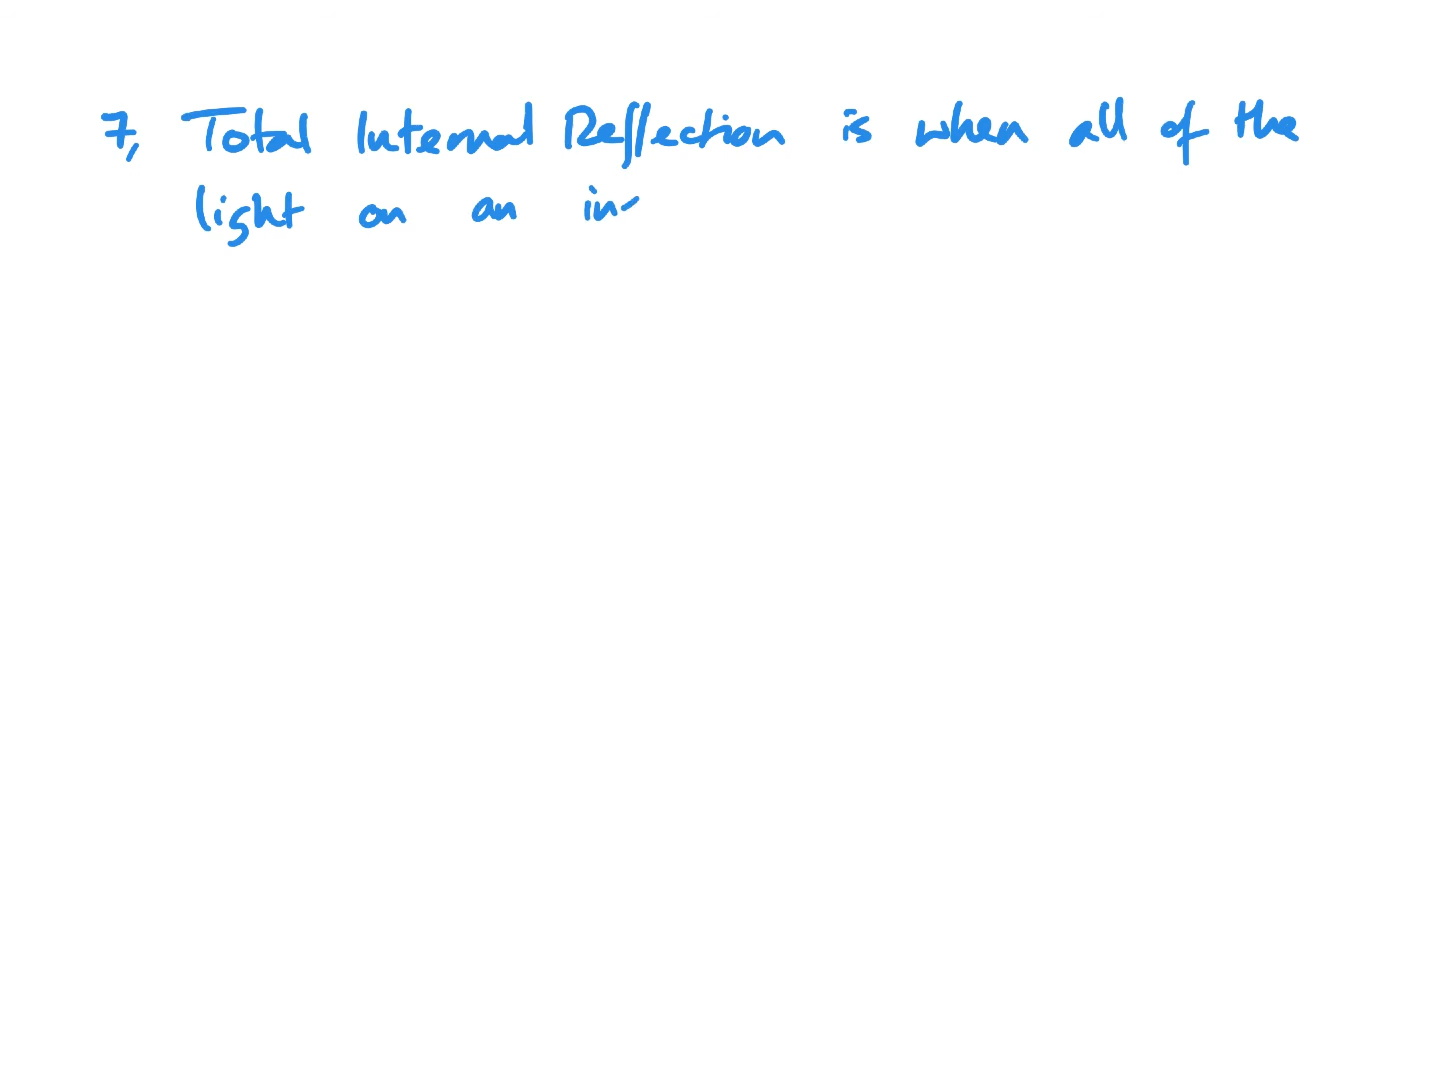 7, Total Internal Reflection is when all of the
light on an in